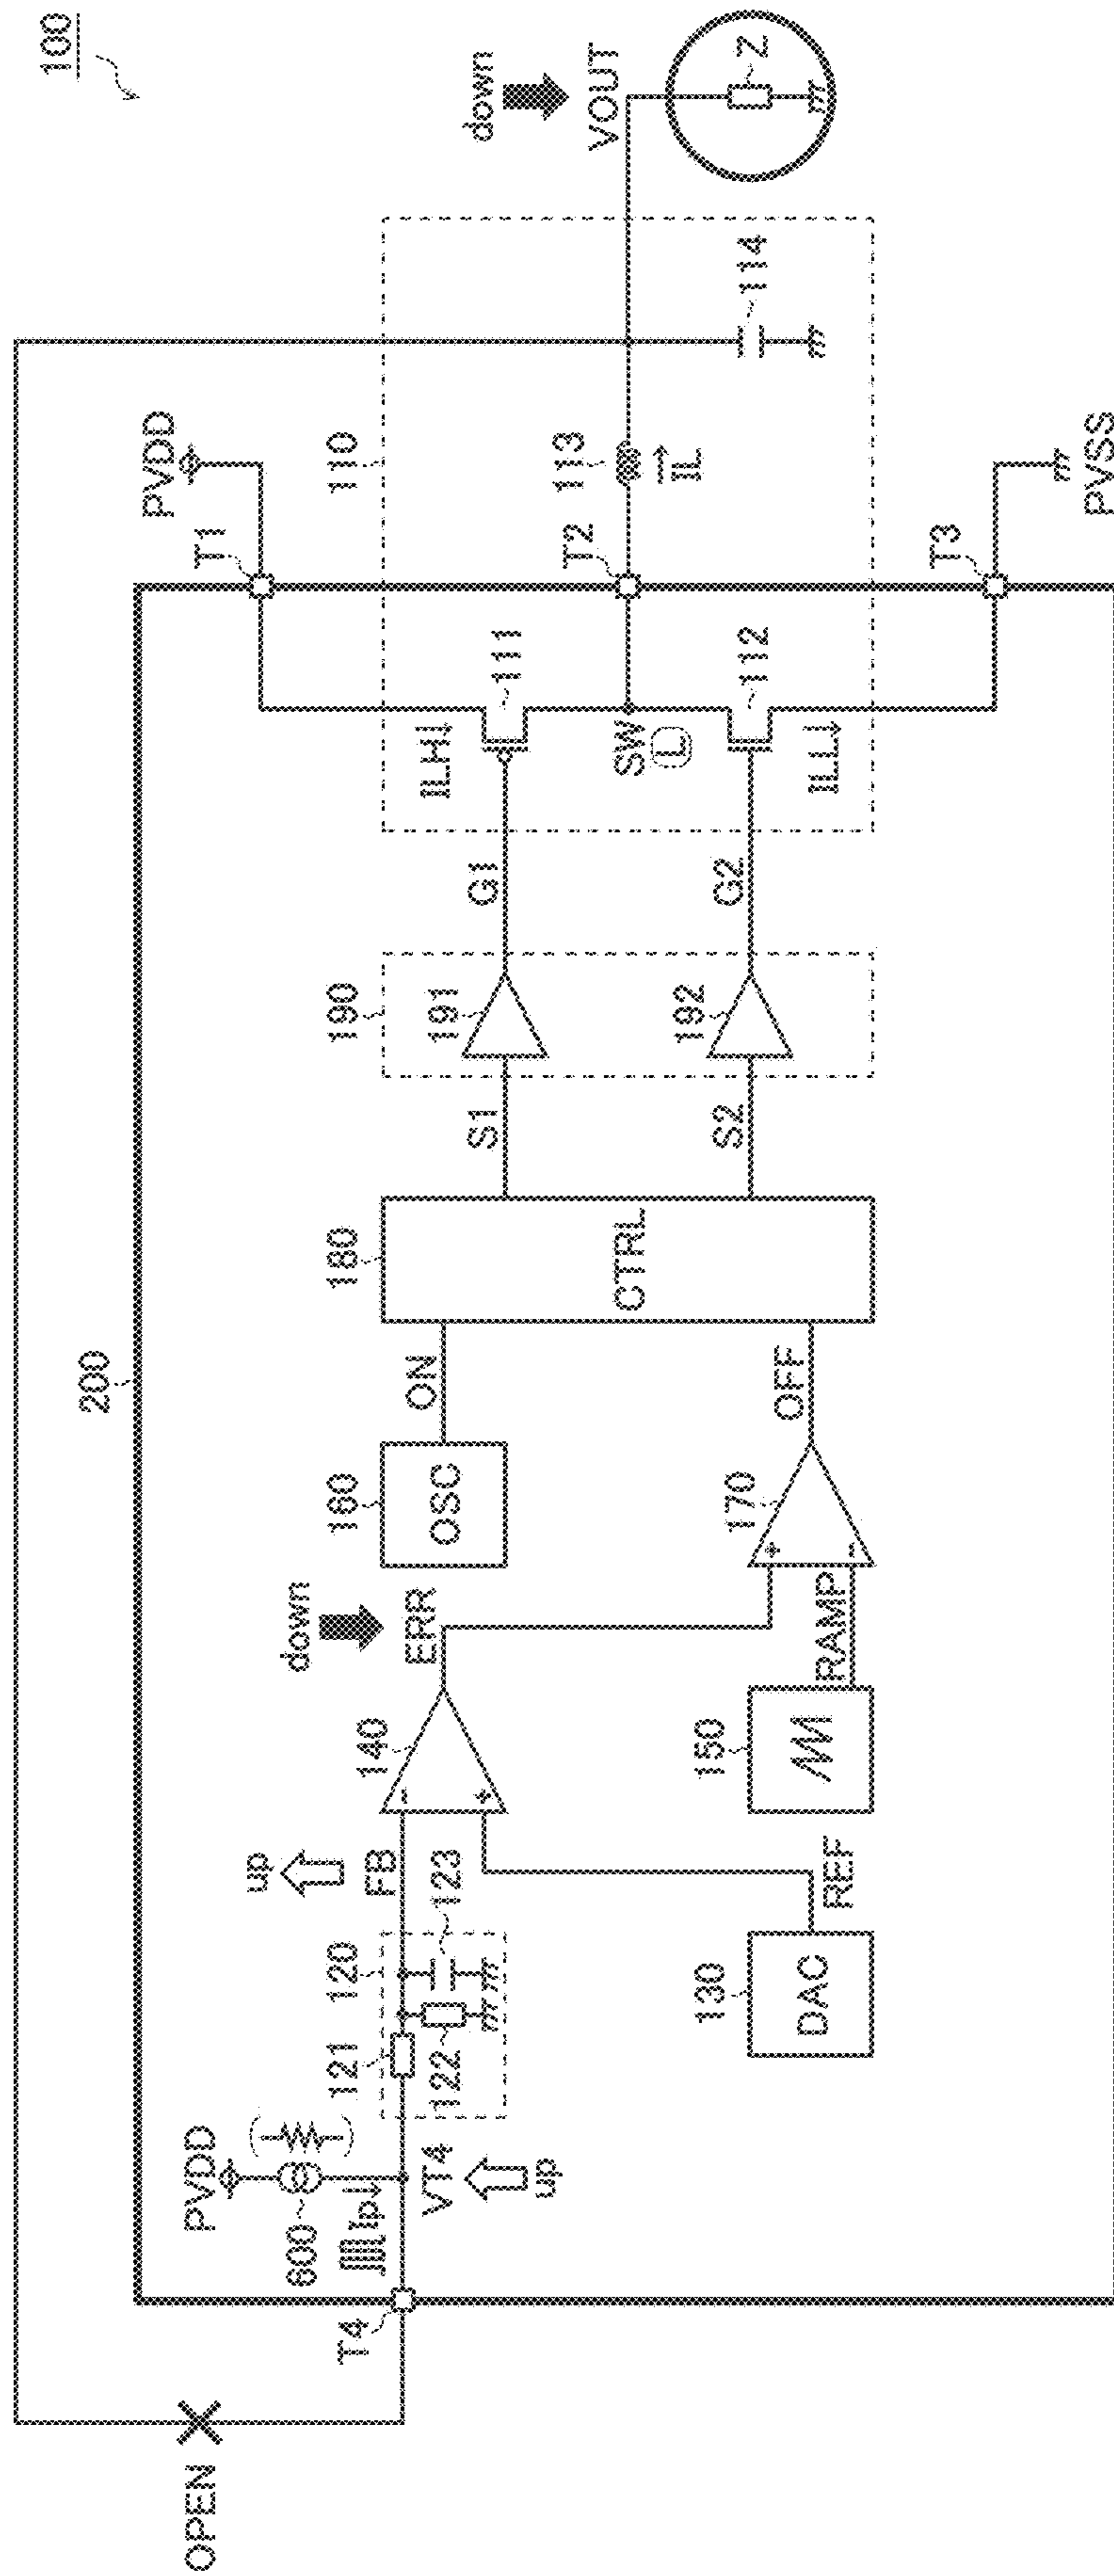 100
OPEN
T4
PVDD
600
Ip
VT4
up
200
120
121
122
123
up
FB
140
-
+
down
ERR
130
DAC
REF
150
RAMP
160
OSC
ON
170
+
-
OFF
180
CTRL
S1
S2
190
191
192
G1
G2
110
ILH
111
SW
L
ILL
112
PVDD
T1
T2
T3
113
IL
114
PVSS
down
VOUT
Z